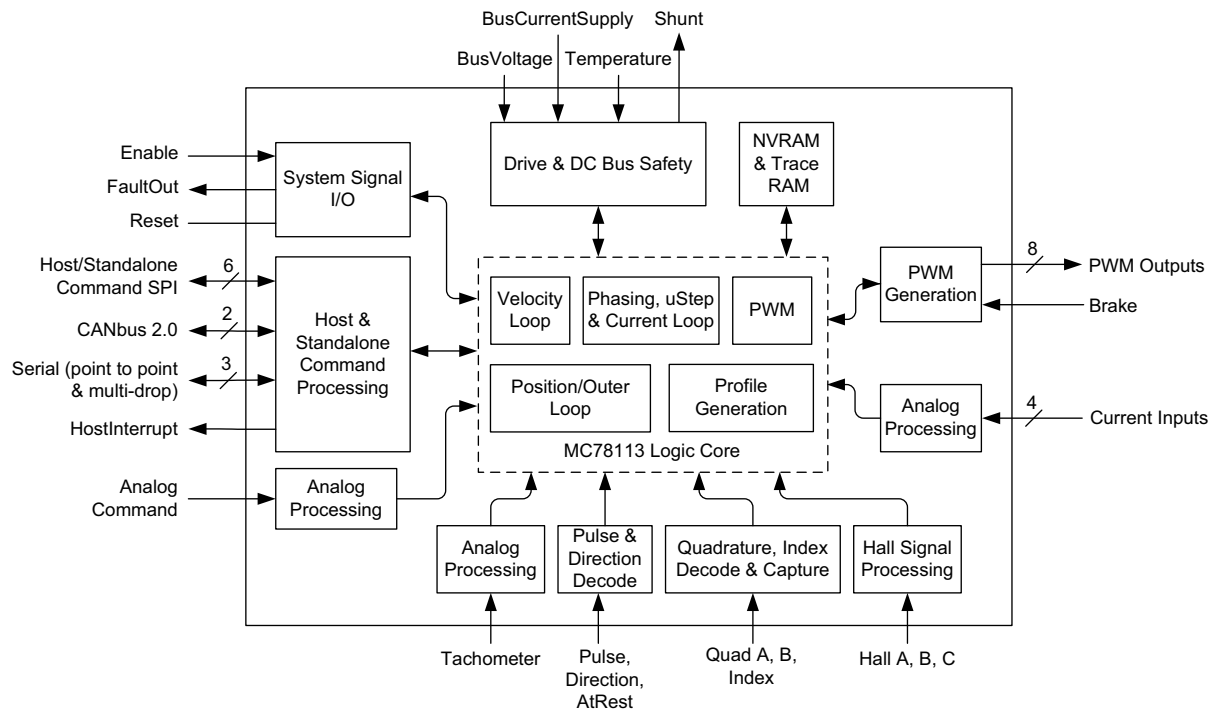 BusCurrentSupply
Shunt
BusVoltage
Temperature
Enable
FaultOut
Reset
System Signal
I/O
Drive & DC Bus Safety
NVRAM
& Trace
RAM
Host/Standalone
Command SPI
6
CANbus 2.0
2
Serial (point to point
& multi-drop)
3
HostInterrupt
Host &
Standalone
Command
Processing
Velocity
Loop
Phasing, uStep
& Current Loop
PWM
Position/Outer
Loop
Profile
Generation
MC78113 Logic Core
PWM
Generation
8
PWM Outputs
Brake
Analog
Processing
4
Current Inputs
Analog
Command
Analog
Processing
Analog
Processing
Pulse &
Direction
Decode
Quadrature, Index
Decode & Capture
Hall Signal
Processing
Tachometer
Pulse,
Direction,
AtRest
Quad A, B,
Index
Hall A, B, C